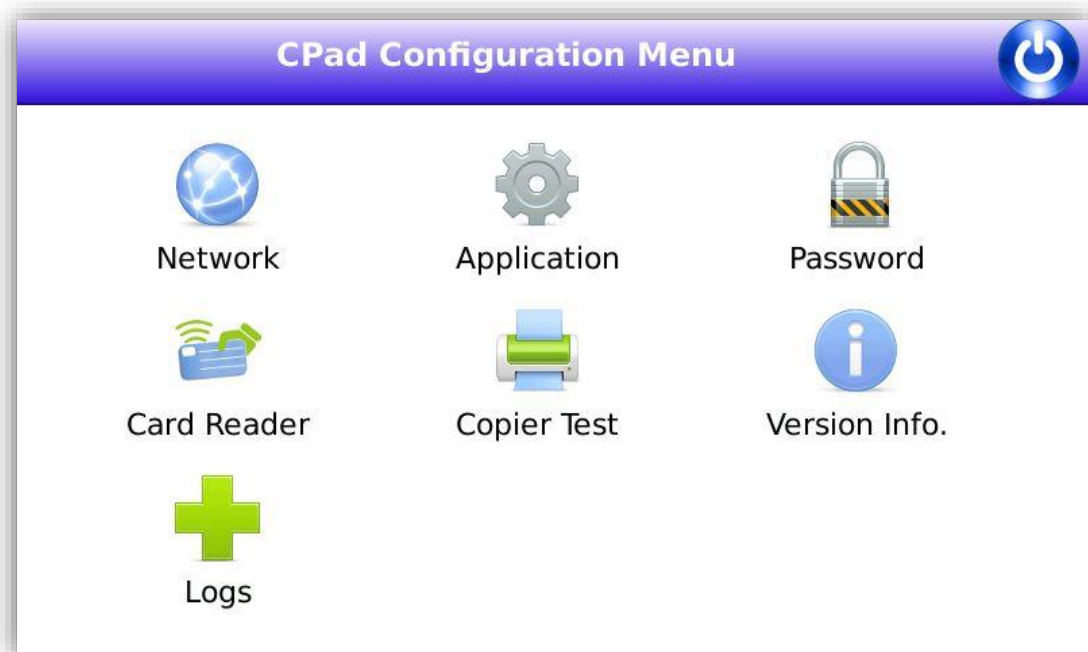 CPad Configuration Menu
Network
Application
Password
Card Reader
Copier Test
Version Info.
Logs